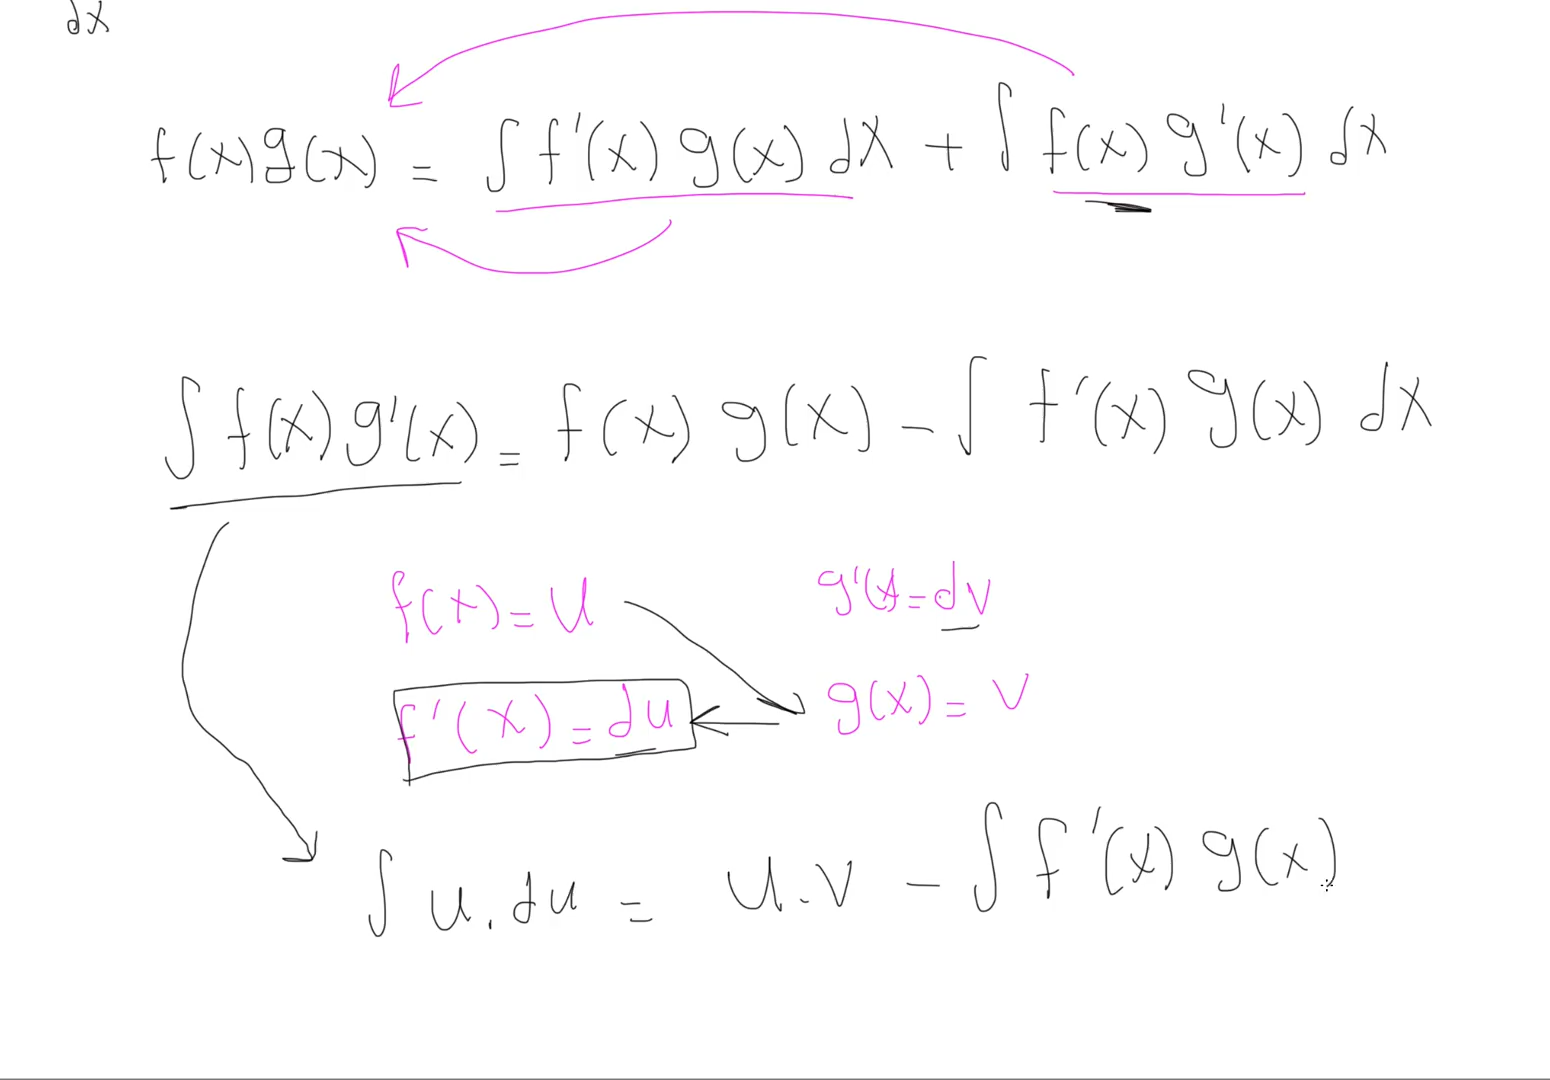 dx
f(x)g(x) = ∫ f'(x) g(x) dx + ∫ f(x) g'(x) dx
∫ f(x) g'(x) = f(x) g(x) - ∫ f'(x) g(x) dx
f(x) = u g'(x = dv
f'(x) = du g(x) = v
∫ u . du = u . v - ∫ f'(x) g(x)